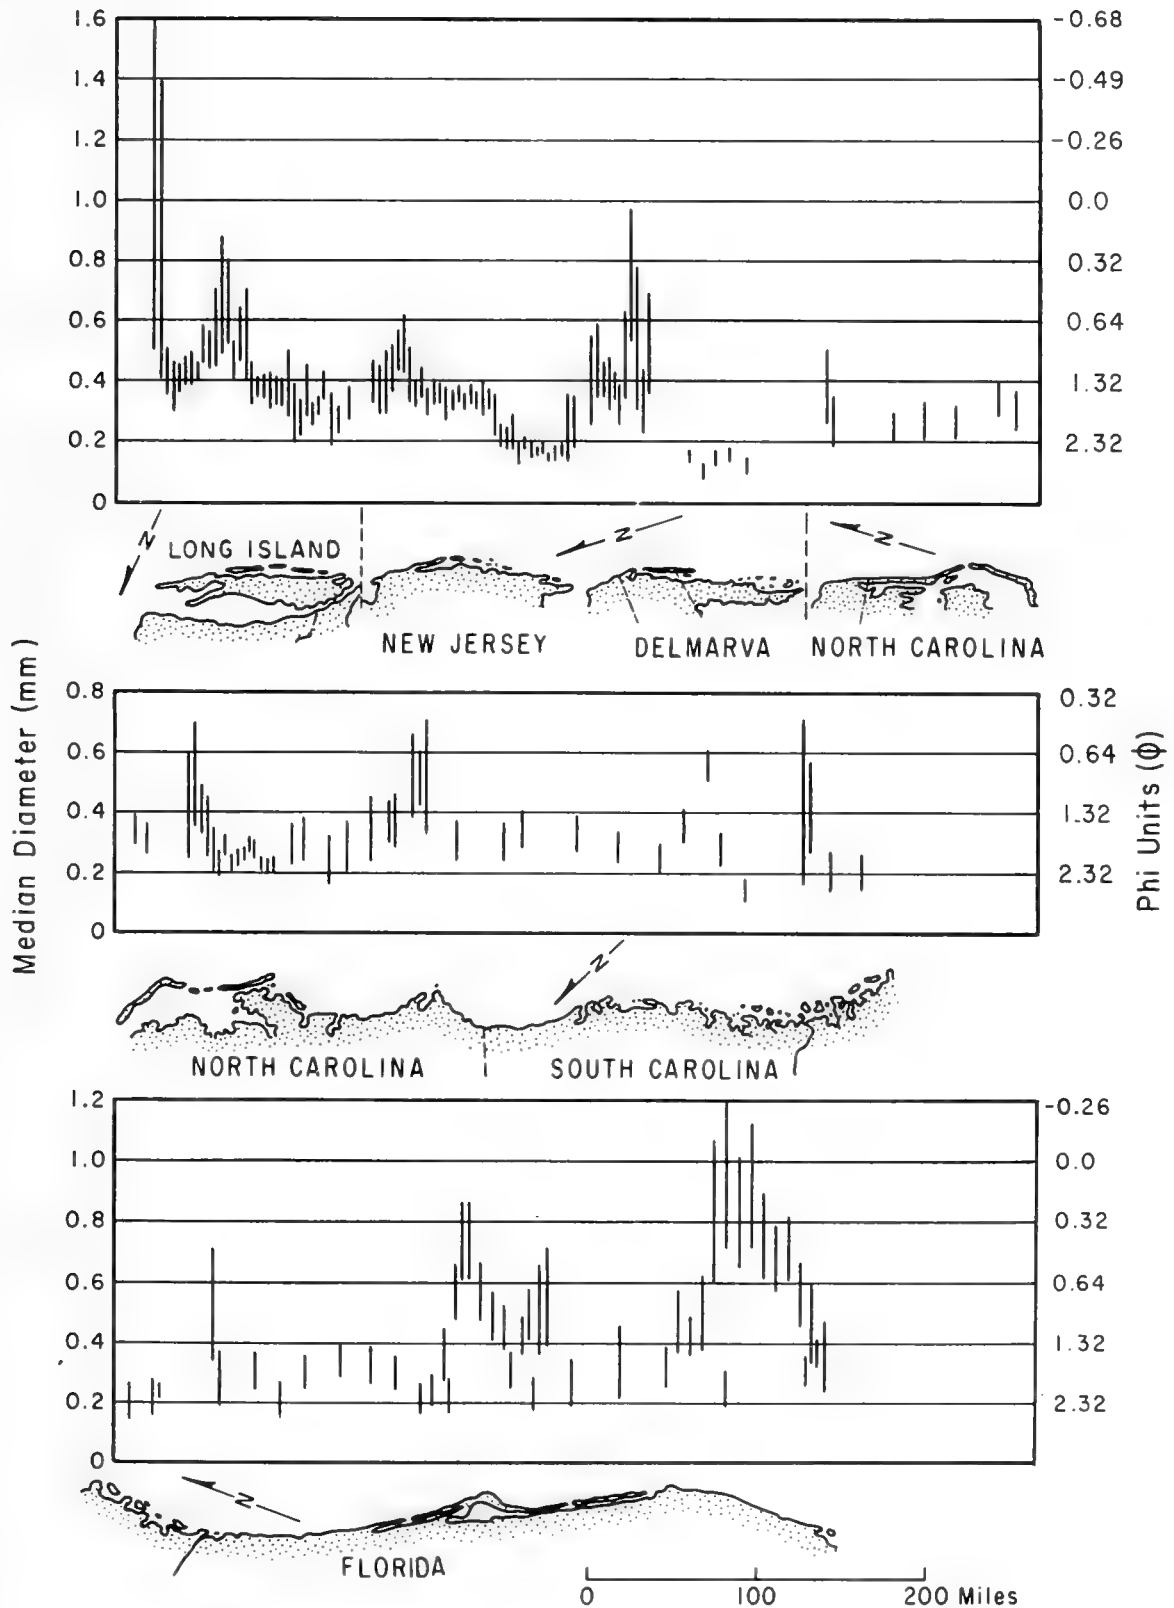 1.6
-0.68
1.4
-0.49
1.2
-0.26
1.0
0.0
0.8
0.32
0.6
0.64
0.4
1.32
0.2
2.32
0
N
LONG ISLAND
N
N
NEW JERSEY
DELMARVA
NORTH CAROLINA
Median Diameter (mm)
Phi Units (ϕ)
0.8
0.32
0.6
0.64
0.4
1.32
0.2
2.32
0
N
NORTH CAROLINA
SOUTH CAROLINA
1.2
-0.26
1.0
0.0
0.8
0.32
0.6
0.64
0.4
1.32
0.2
2.32
0
N
FLORIDA
0
100
200 Miles